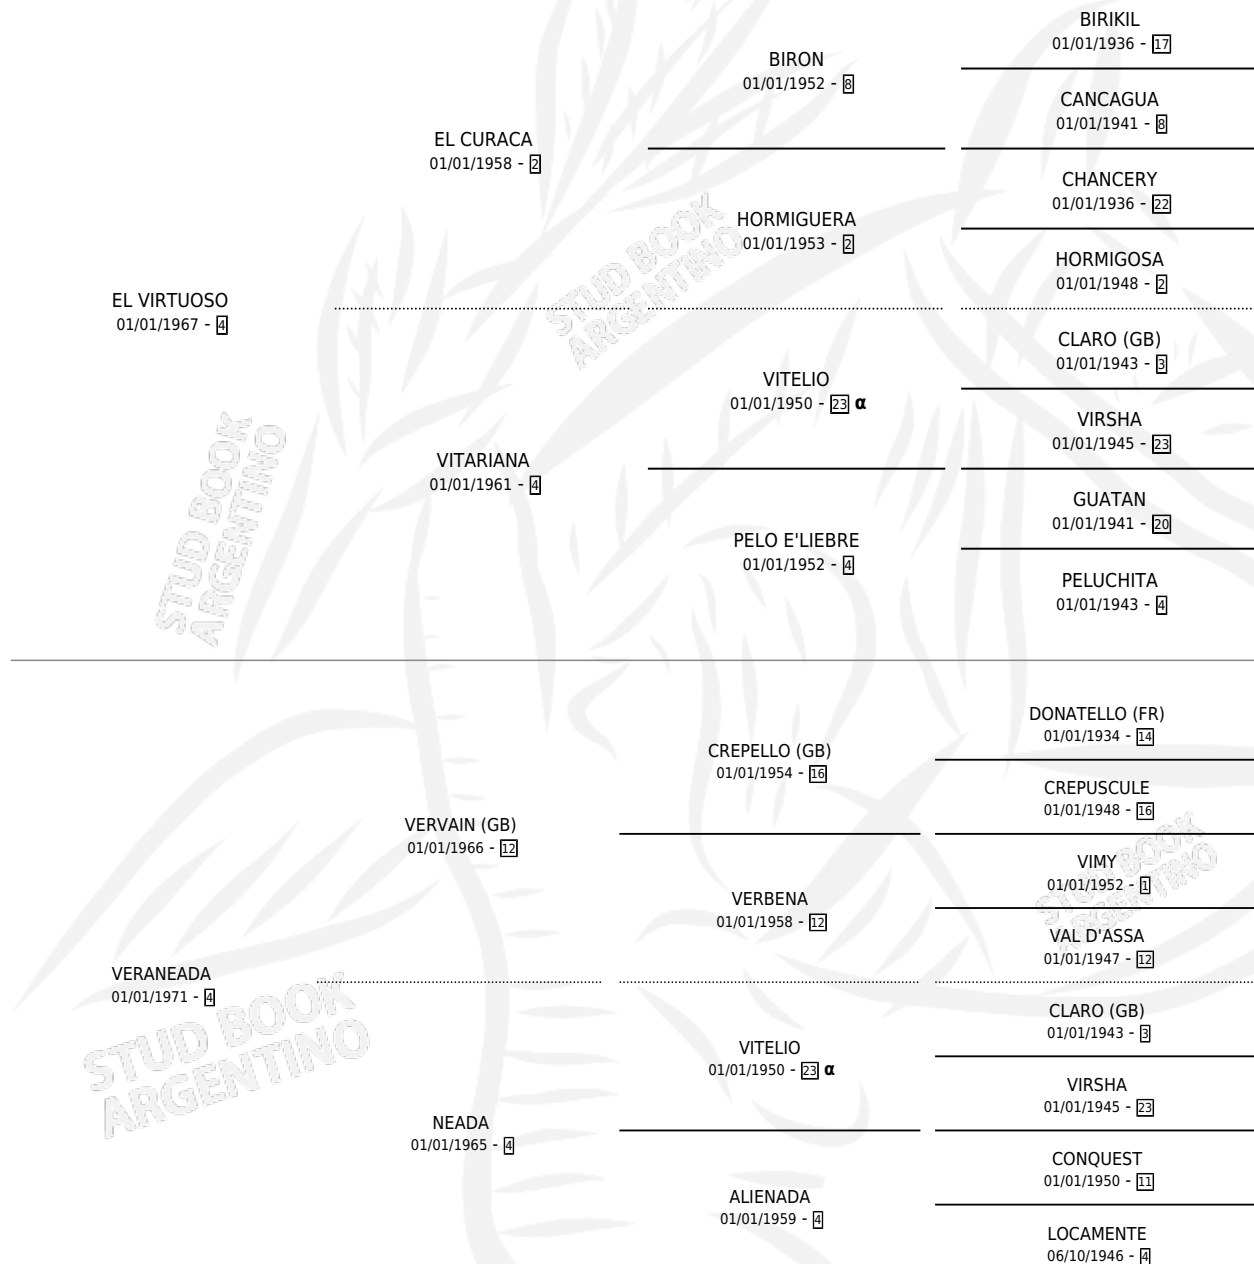 BIRIKIL
01/01/1936 - 17
BIRON
01/01/1952 - 8
CANCAGUA
01/01/1941 - 8
EL CURACA
01/01/1958 - 2
CHANCERY
01/01/1936 - 22
HORMIGUERA
01/01/1953 - 2
HORMIGOSA
01/01/1948 - 2
EL VIRTUOSO
01/01/1967 - 4
CLARO (GB)
01/01/1943 - 3
VITELIO
01/01/1950 - 23 α
VIRSHA
01/01/1945 - 23
VITARIANA
01/01/1961 - 4
GUATAN
01/01/1941 - 20
PELO E'LIEBRE
01/01/1952 - 4
PELUCHITA
01/01/1943 - 4
DONATELLO (FR)
01/01/1934 - 14
CREPELLO (GB)
01/01/1954 - 16
CREPUSCULE
01/01/1948 - 16
VERVAIN (GB)
01/01/1966 - 12
VIMY
01/01/1952 - 1
VERBENA
01/01/1958 - 12
VAL D'ASSA
01/01/1947 - 12
VERANEADA
01/01/1971 - 4
CLARO (GB)
01/01/1943 - 3
VITELIO
01/01/1950 - 23 α
VIRSHA
01/01/1945 - 23
NEADA
01/01/1965 - 4
CONQUEST
01/01/1950 - 11
ALIENADA
01/01/1959 - 4
LOCAMENTE
06/10/1946 - 4
STUD BOOK
ARGENTINO
STUD BOOK
ARGENTINO
STUD BOOK
ARGENTINO
STUD BOOK
ARGENTINO